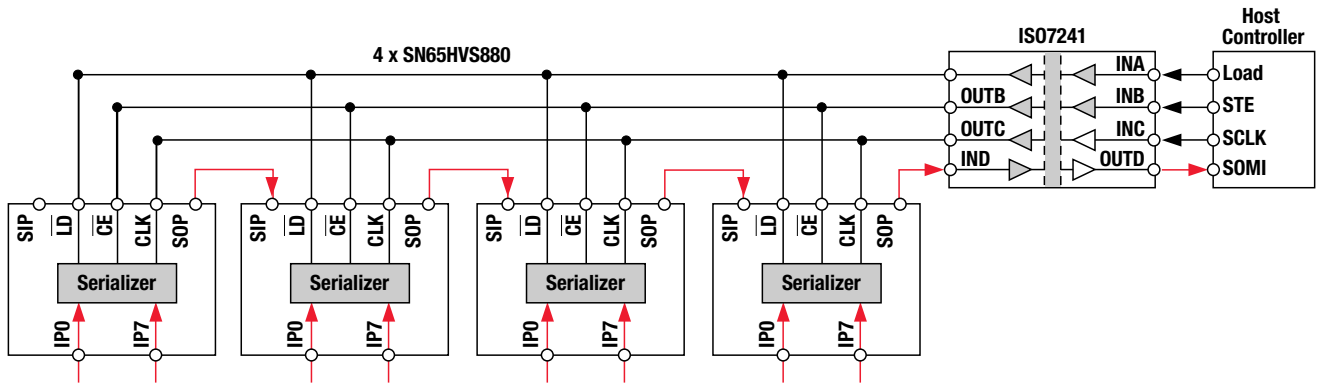 4 x SN65HVS880
ISO7241
Host
Controller
INA
Load
OUTB
INB
STE
OUTC
INC
SCLK
IND
OUTD
SOMI
SIP
LD
CE
CLK
SOP
SIP
LD
CE
CLK
SOP
SIP
LD
CE
CLK
SOP
SIP
LD
CE
CLK
SOP
Serializer
Serializer
Serializer
Serializer
IP0
IP7
IP0
IP7
IP0
IP7
IP0
IP7